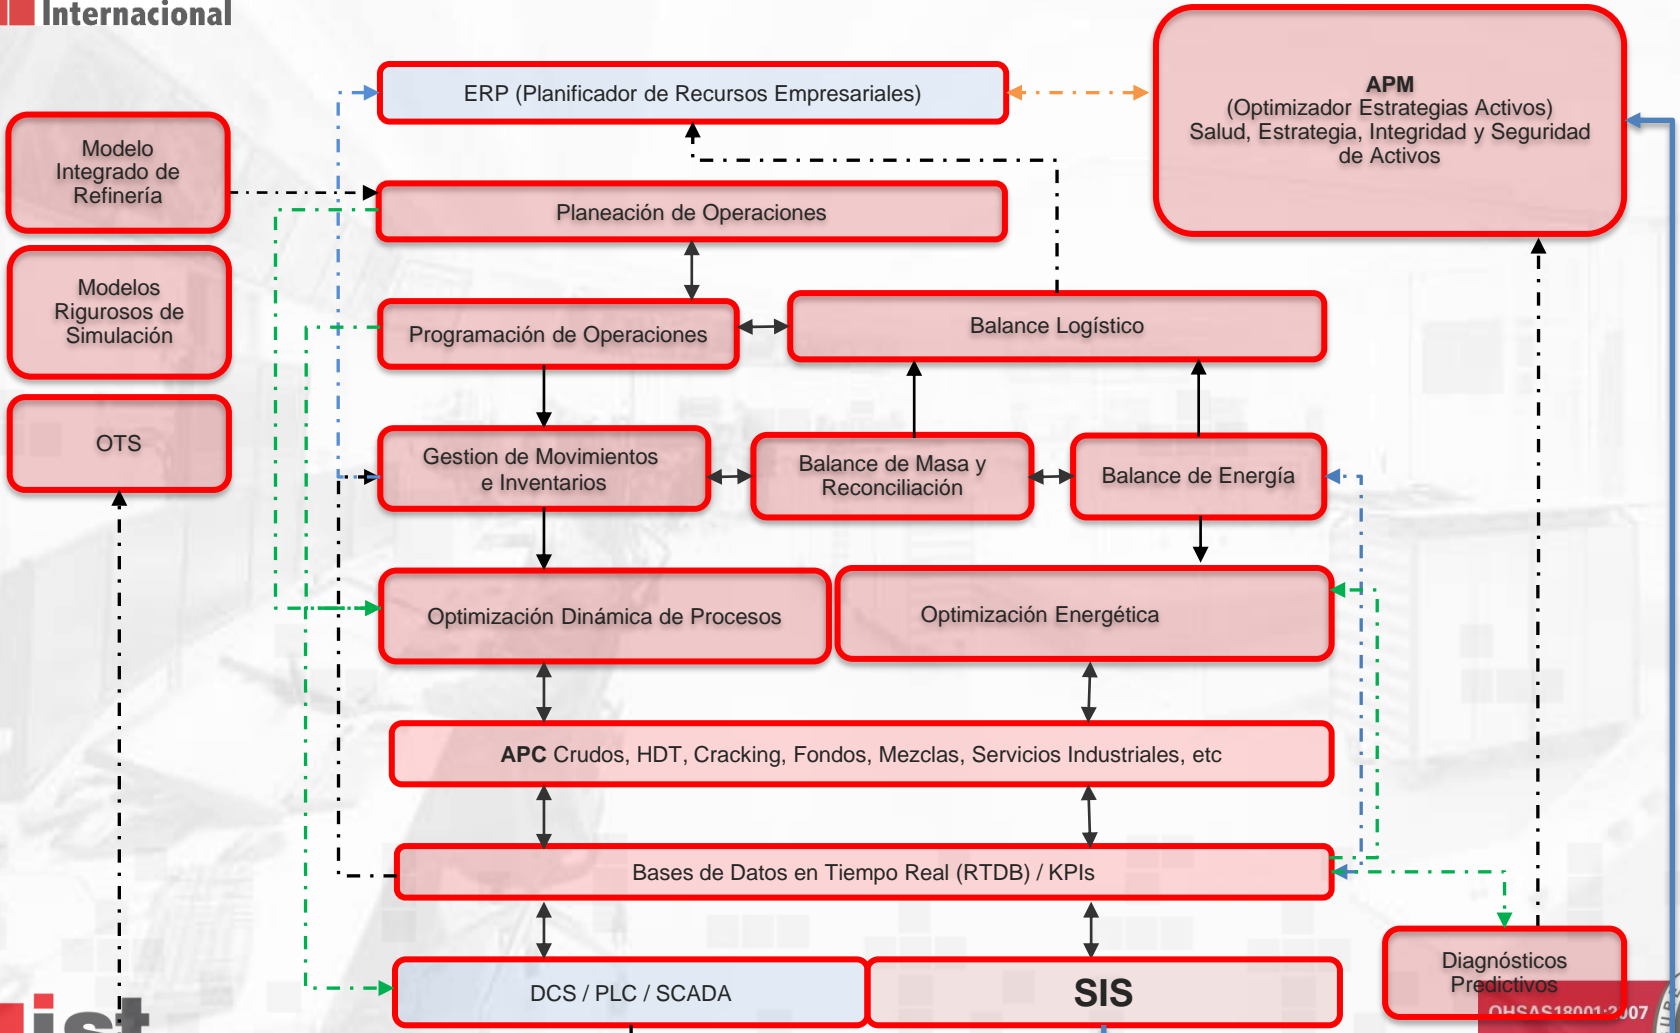 Internacional
ERP (Planificador de Recursos Empresariales)
APM
(Optimizador Estrategias Activos)
Salud, Estrategia, Integridad y Seguridad
de Activos
Modelo
Integrado de
Refinería
Planeación de Operaciones
Modelos
Rigurosos de
Simulación
Programación de Operaciones
Balance Logístico
OTS
Gestion de Movimientos
e Inventarios
Balance de Masa y
Reconciliación
Balance de Energía
Optimización Dinámica de Procesos
Optimización Energética
APC Crudos, HDT, Cracking, Fondos, Mezclas, Servicios Industriales, etc
Bases de Datos en Tiempo Real (RTDB) / KPIs
DCS / PLC / SCADA
SIS
Diagnósticos
Predictivos
OHSAS18001:2007
ist